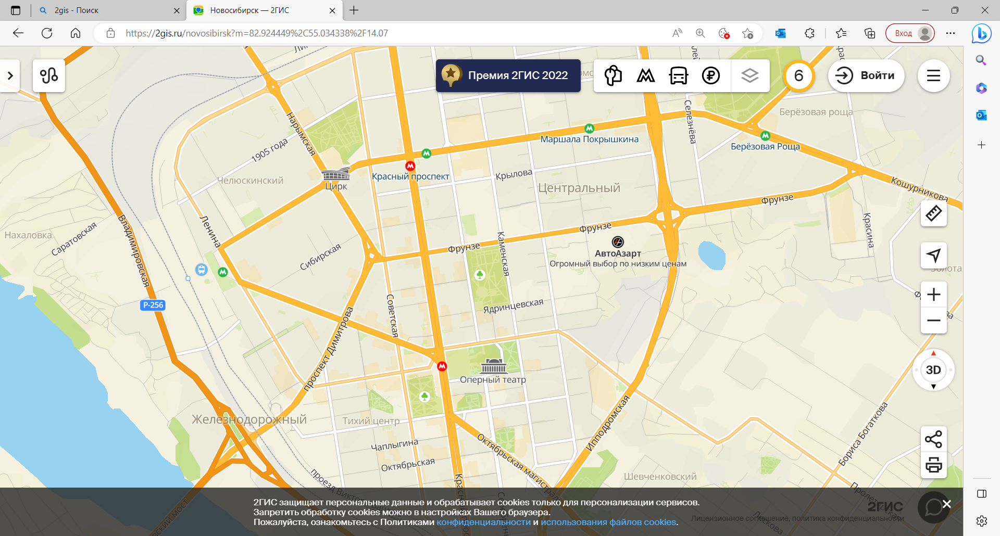 2gis - Поиск
Новосибирск — 2ГИС
https://2gis.ru/novosibirsk?m=82.924449%2C55.034338%2F14.07
Вход
Премия 2ГИС 2022
6
Войти
Нарымская
Селезнёва
Берёзовая роща
Маршала Покрышкина
Берёзовая Роща
1905 года
Красный проспект
Крылова
Челюскинский
Цирк
Центральный
Кошурникова
Фрунзе
Ленина
Владимировская
Нахаловка
Саратовская
Фрунзе
Фрунзе
Каменская
Красина
Сибирская
АвтоАзарт
Огромный выбор по низким ценам
Р-256
Советская
Ядринцевская
проспект Димитрова
3D
Оперный театр
Железнодорожный
Тихий центр
Ипподромская
Бориса Богаткова
Чаплыгина
Октябрьская
Октябрьская магистраль
Шевченковский
2ГИС защищает персональные данные и обрабатывает cookies только для персонализации сервисов.
Запретить обработку cookies можно в настройках Вашего браузера.
Пожалуйста, ознакомьтесь с Политиками конфиденциальности и использования файлов cookies.
2ГИС
Лицензионное соглашение, политика конфиденциальности